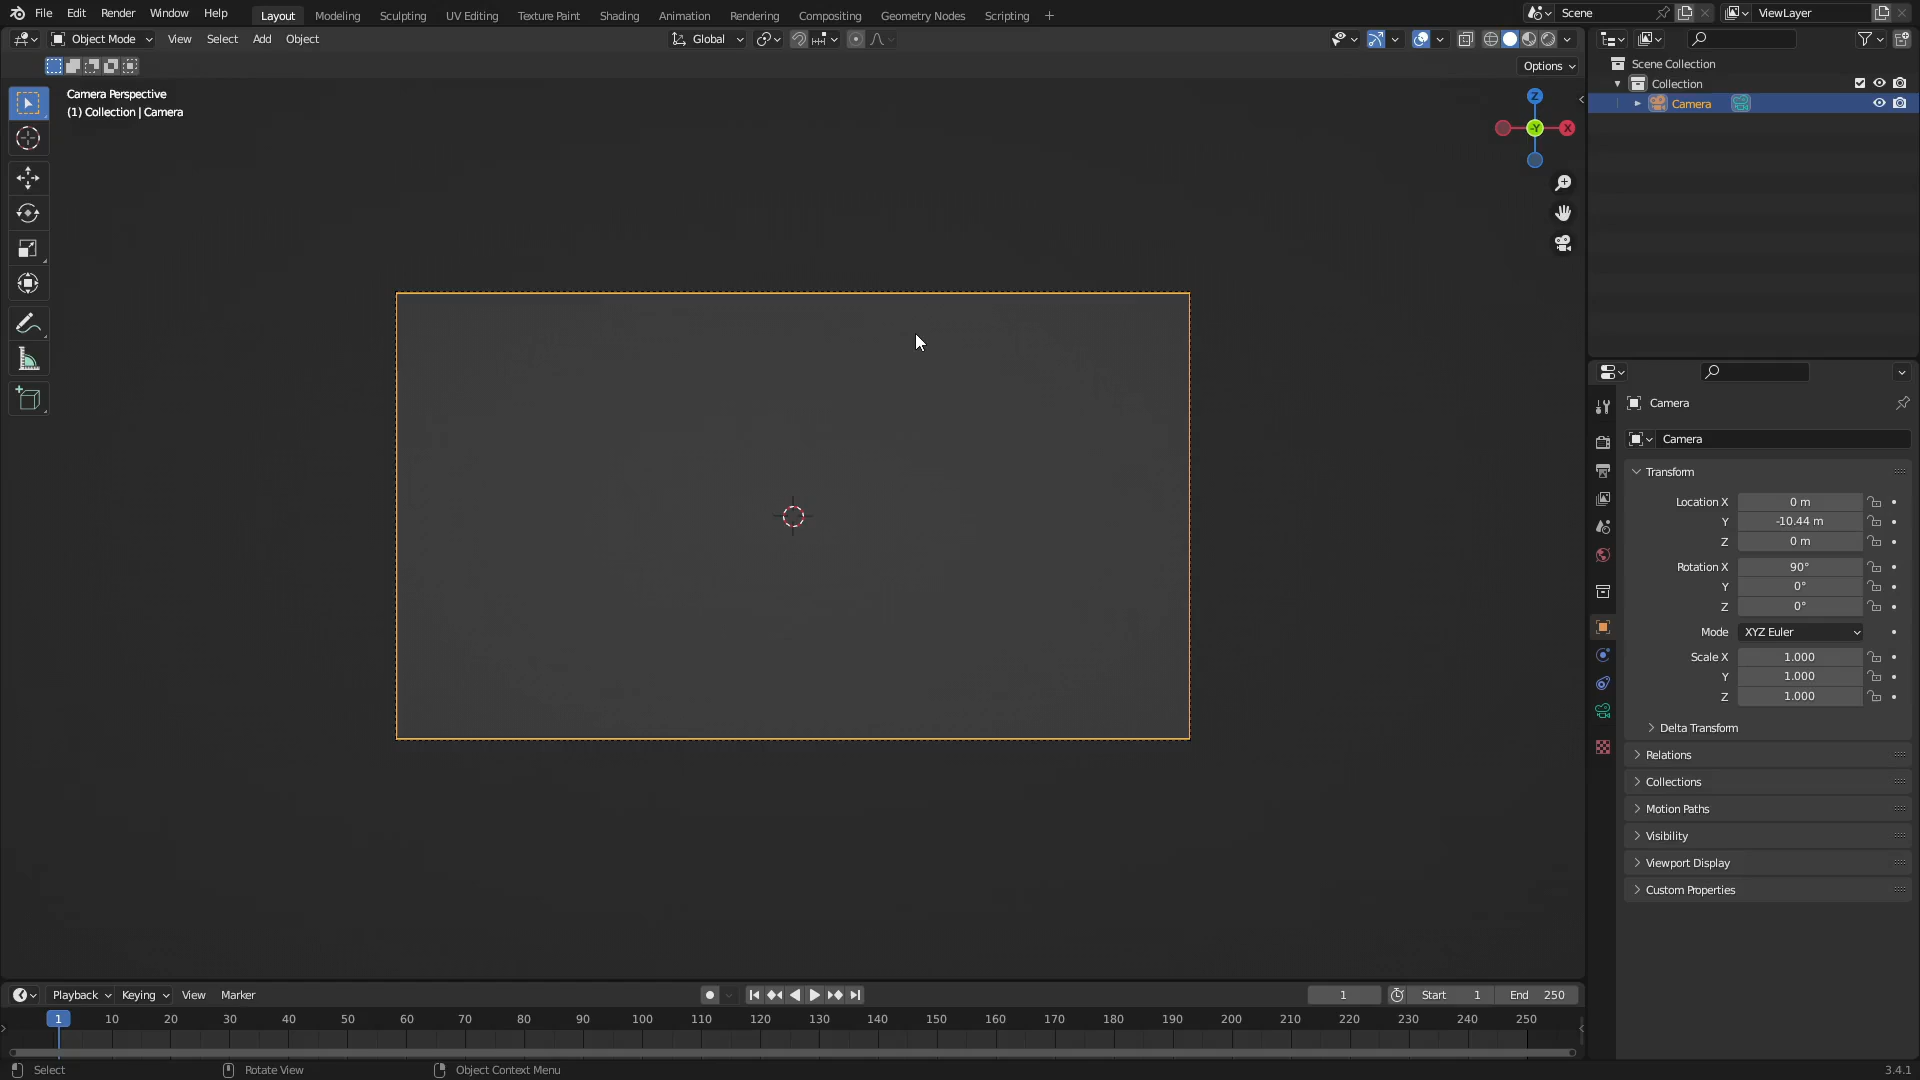 File Edit Render Window Help Layout Modeling Sculpting UV Editing Texture Paint Shading Animation Rendering Compositing Geometry Nodes Scripting + Scene ViewLayer
Object Mode View Select Add Object Global
Options
Camera Perspective
(1) Collection | Camera
Z
-Y X
Scene Collection
Collection
Camera
Camera
Camera
Transform
Location X 0 m
Y -10.44 m
Z 0 m
Rotation X 90°
Y 0°
Z 0°
Mode XYZ Euler
Scale X 1.000
Y 1.000
Z 1.000
Delta Transform
Relations
Collections
Motion Paths
Visibility
Viewport Display
Custom Properties
Playback Keying View Marker 1 Start 1 End 250
1 10 20 30 40 50 60 70 80 90 100 110 120 130 140 150 160 170 180 190 200 210 220 230 240 250
Select Rotate View Object Context Menu 3.4.1